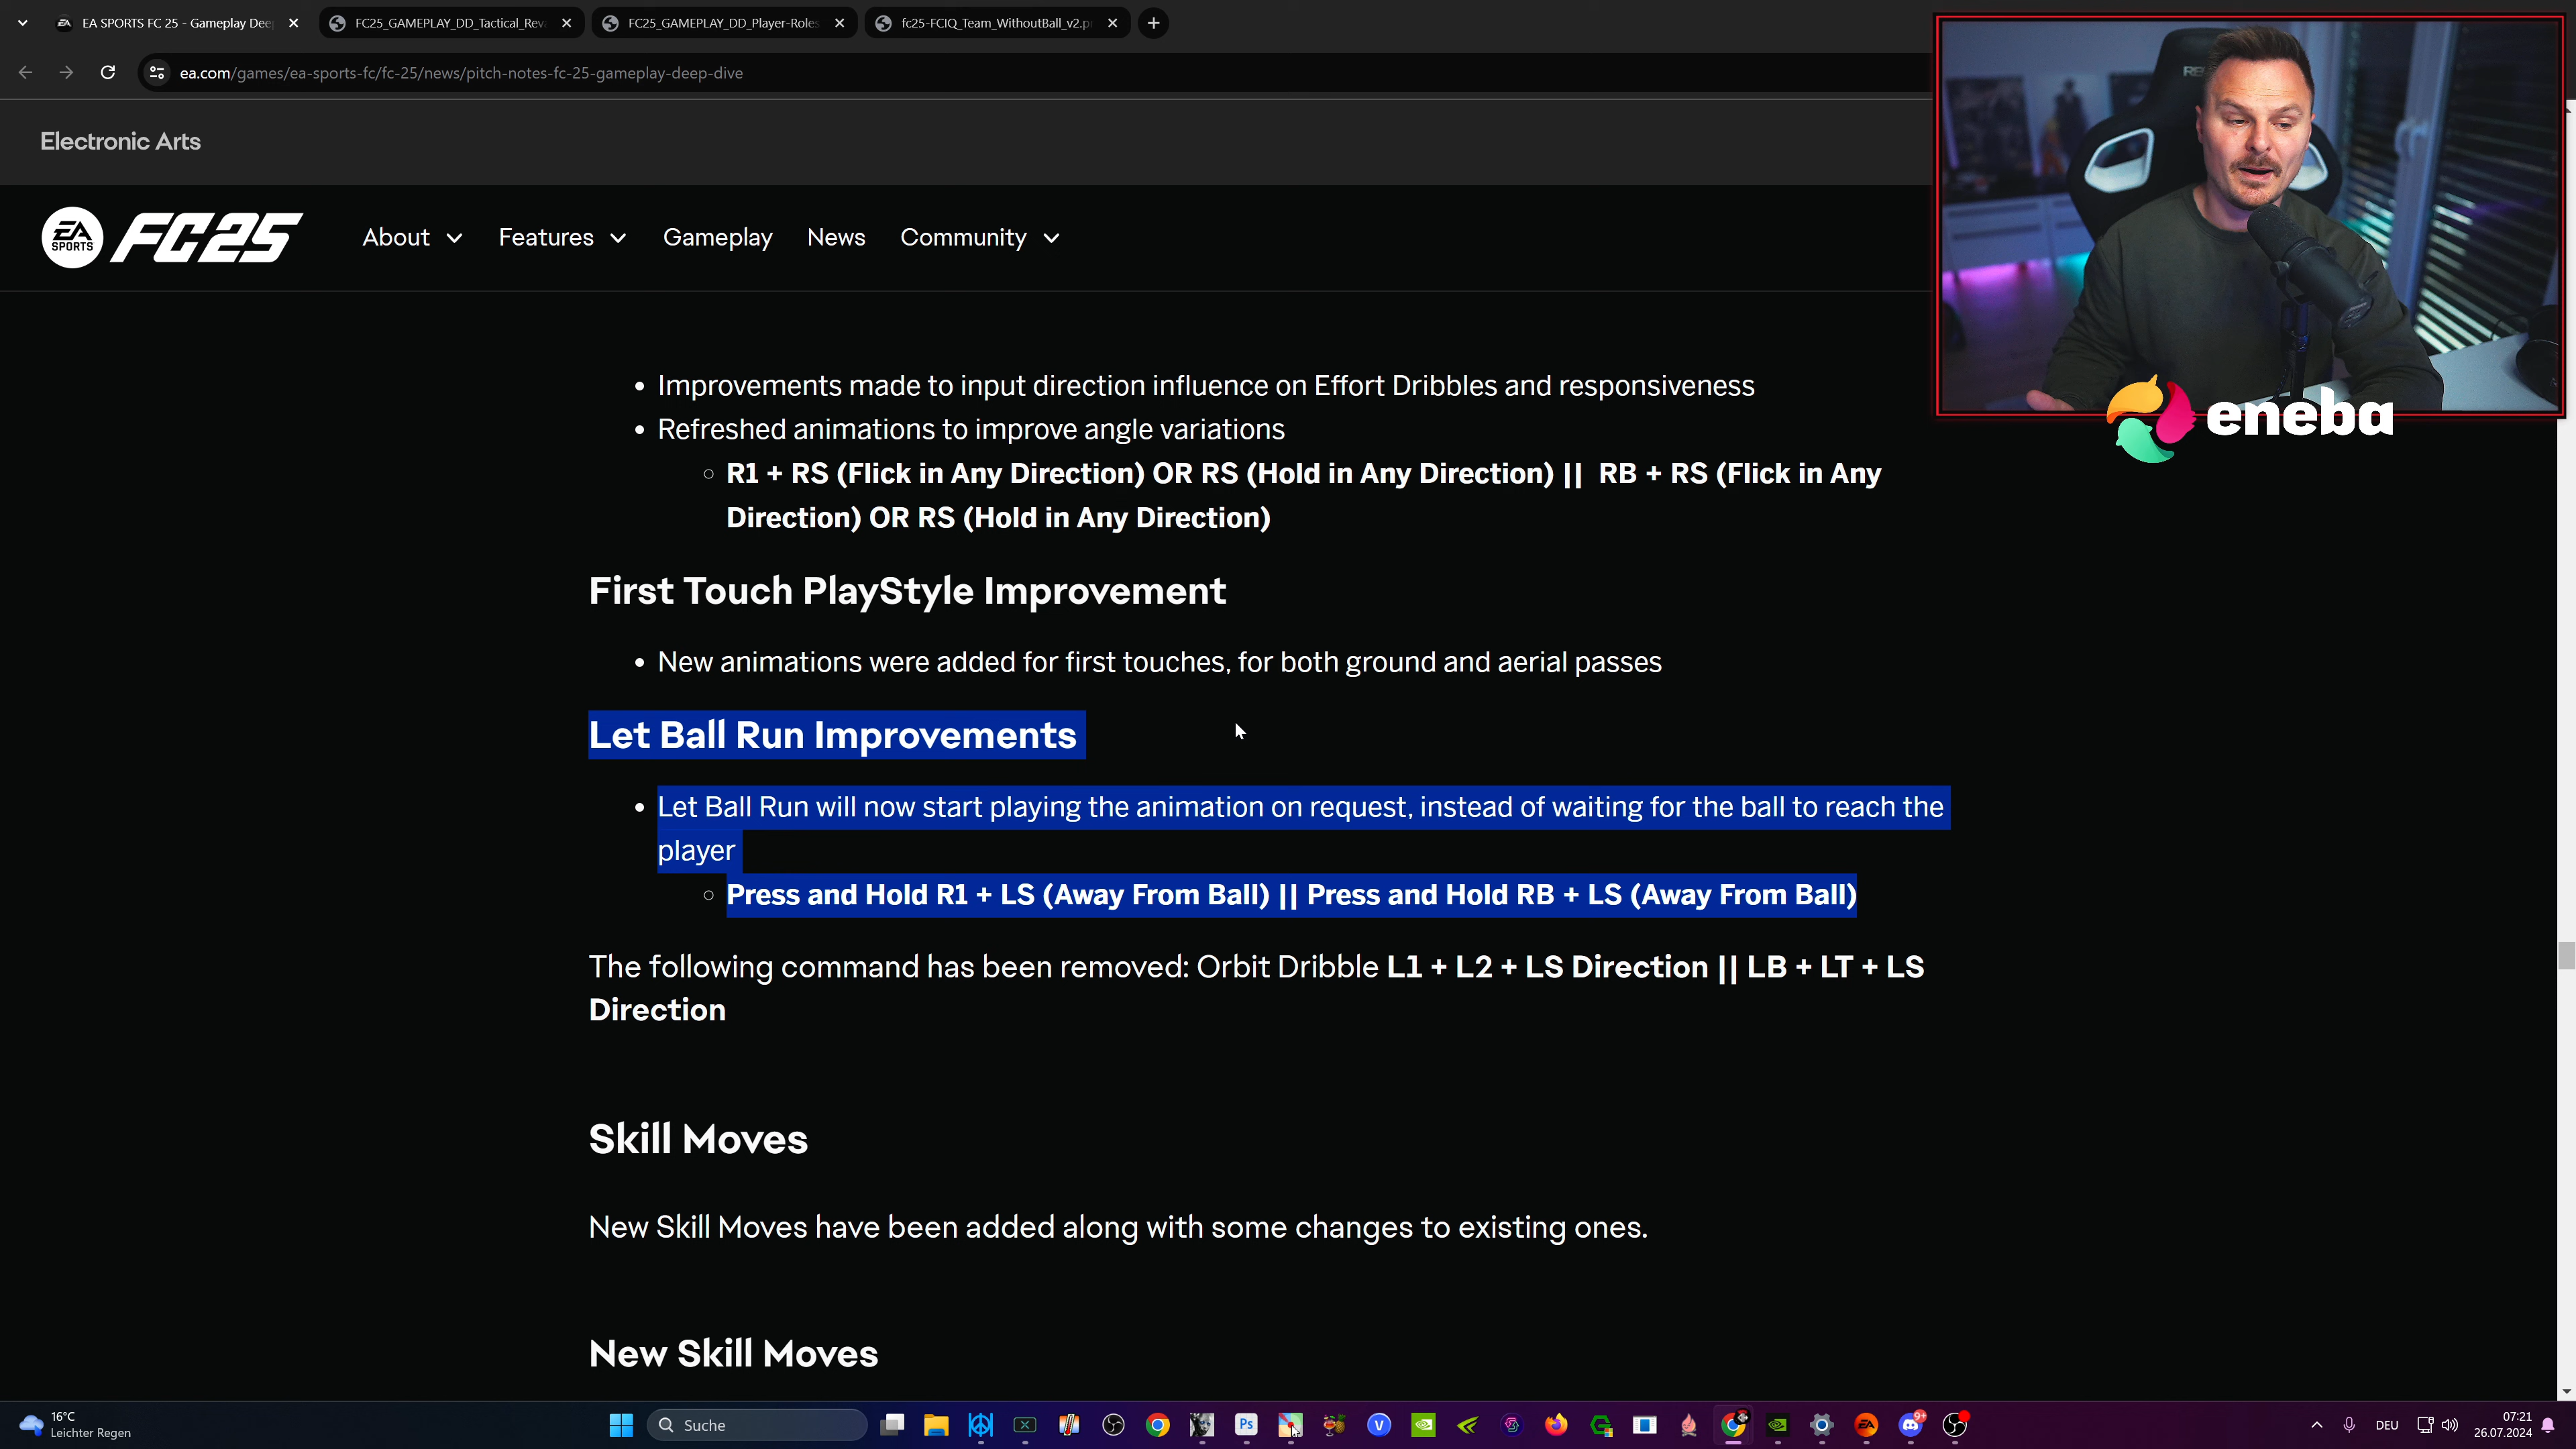 EA SPORTS FC 25 - Gameplay Dee
FC25_GAMEPLAY_DD_Tactical_Rev
FC25_GAMEPLAY_DD_Player-Roles
fc25-FCIQ_Team_WithoutBall_v2.p
ea.com/games/ea-sports-fc/fc-25/news/pitch-notes-fc-25-gameplay-deep-dive
Electronic Arts
EA SPORTS FC25
About
Features
Gameplay
News
Community
eneba
• Improvements made to input direction influence on Effort Dribbles and responsiveness
• Refreshed animations to improve angle variations
○ R1 + RS (Flick in Any Direction) OR RS (Hold in Any Direction) || RB + RS (Flick in Any
Direction) OR RS (Hold in Any Direction)
First Touch PlayStyle Improvement
• New animations were added for first touches, for both ground and aerial passes
Let Ball Run Improvements
• Let Ball Run will now start playing the animation on request, instead of waiting for the ball to reach the
player
○ Press and Hold R1 + LS (Away From Ball) || Press and Hold RB + LS (Away From Ball)
The following command has been removed: Orbit Dribble L1 + L2 + LS Direction || LB + LT + LS
Direction
Skill Moves
New Skill Moves have been added along with some changes to existing ones.
New Skill Moves
16°C
Leichter Regen
Suche
Ps
V
EA
9+
DEU
07:21
26.07.2024